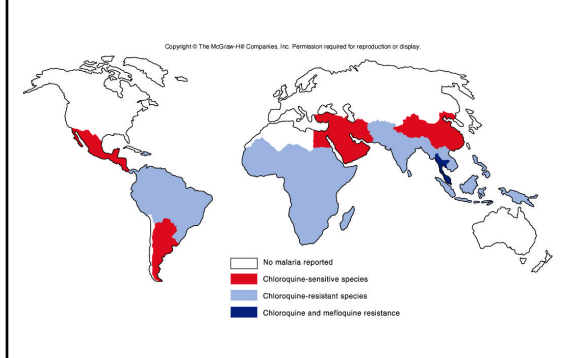 Copyright © The McGraw-Hill Companies, Inc. Permission required for reproduction or display.
No malaria reported
Chloroquine-sensitive species
Chloroquine-resistant species
Chloroquine and mefloquine resistance